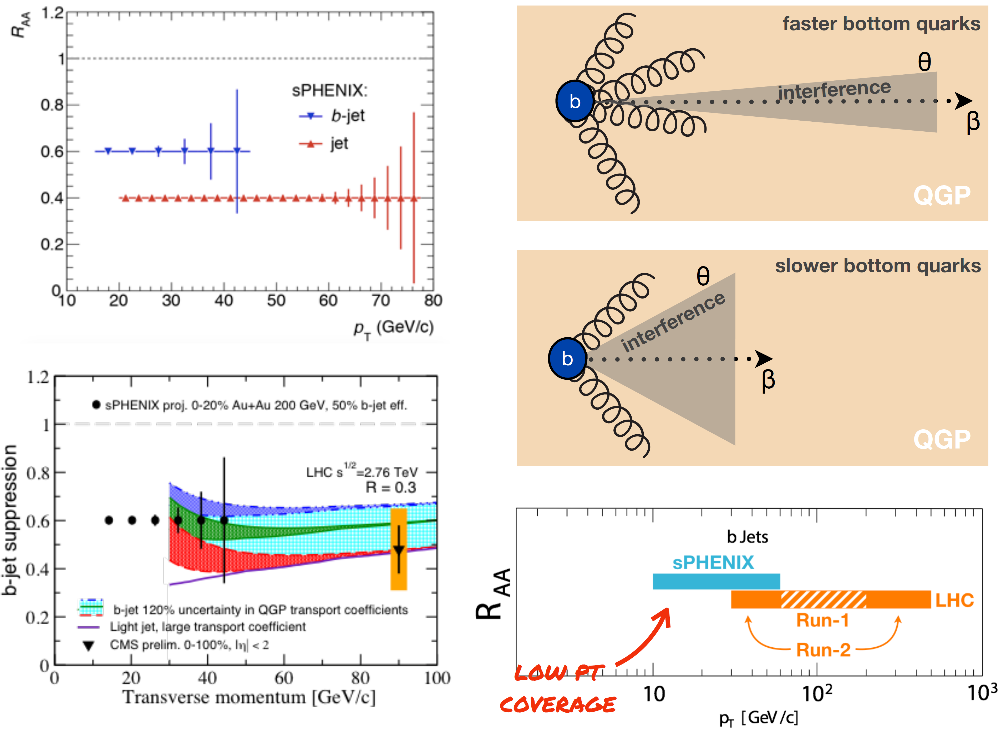 R_AA
1.2
1
0.8
0.6
0.4
0.2
0
10 20 30 40 50 60 70 80
p_T (GeV/c)
sPHENIX:
b-jet
jet
faster bottom quarks
b
interference
θ
β
QGP
slower bottom quarks
b
interference
θ
β
QGP
b-jet suppression
1.2
1
0.8
0.6
0.4
0.2
0
0 20 40 60 80 100
Transverse momentum [GeV/c]
sPHENIX proj. 0-20% Au+Au 200 GeV, 50% b-jet eff.
LHC s^1/2=2.76 TeV
R = 0.3
b-jet 120% uncertainty in QGP transport coefficients
Light jet, large transport coefficient
CMS prelim. 0-100%, |η| < 2
R_AA
b Jets
sPHENIX
LHC
Run-1
Run-2
LOW PT
COVERAGE
10 10² 10³
p_T [GeV/c]